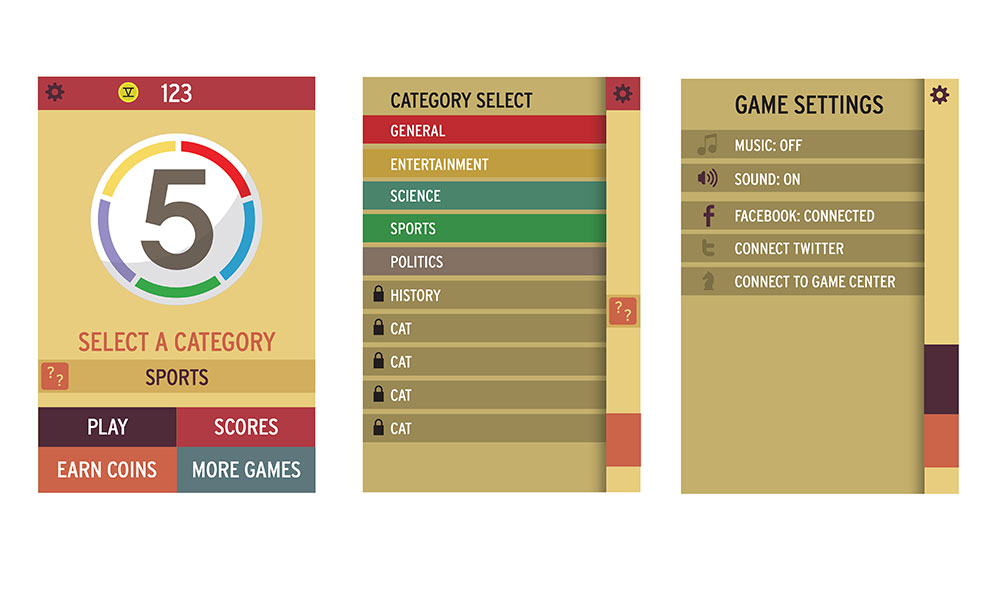 V 123
5
SELECT A CATEGORY
? ? SPORTS
PLAY SCORES
EARN COINS MORE GAMES
CATEGORY SELECT
GENERAL
ENTERTAINMENT
SCIENCE
SPORTS
POLITICS
HISTORY
? ?
CAT
CAT
CAT
CAT
GAME SETTINGS
MUSIC: OFF
SOUND: ON
f FACEBOOK: CONNECTED
t CONNECT TWITTER
CONNECT TO GAME CENTER